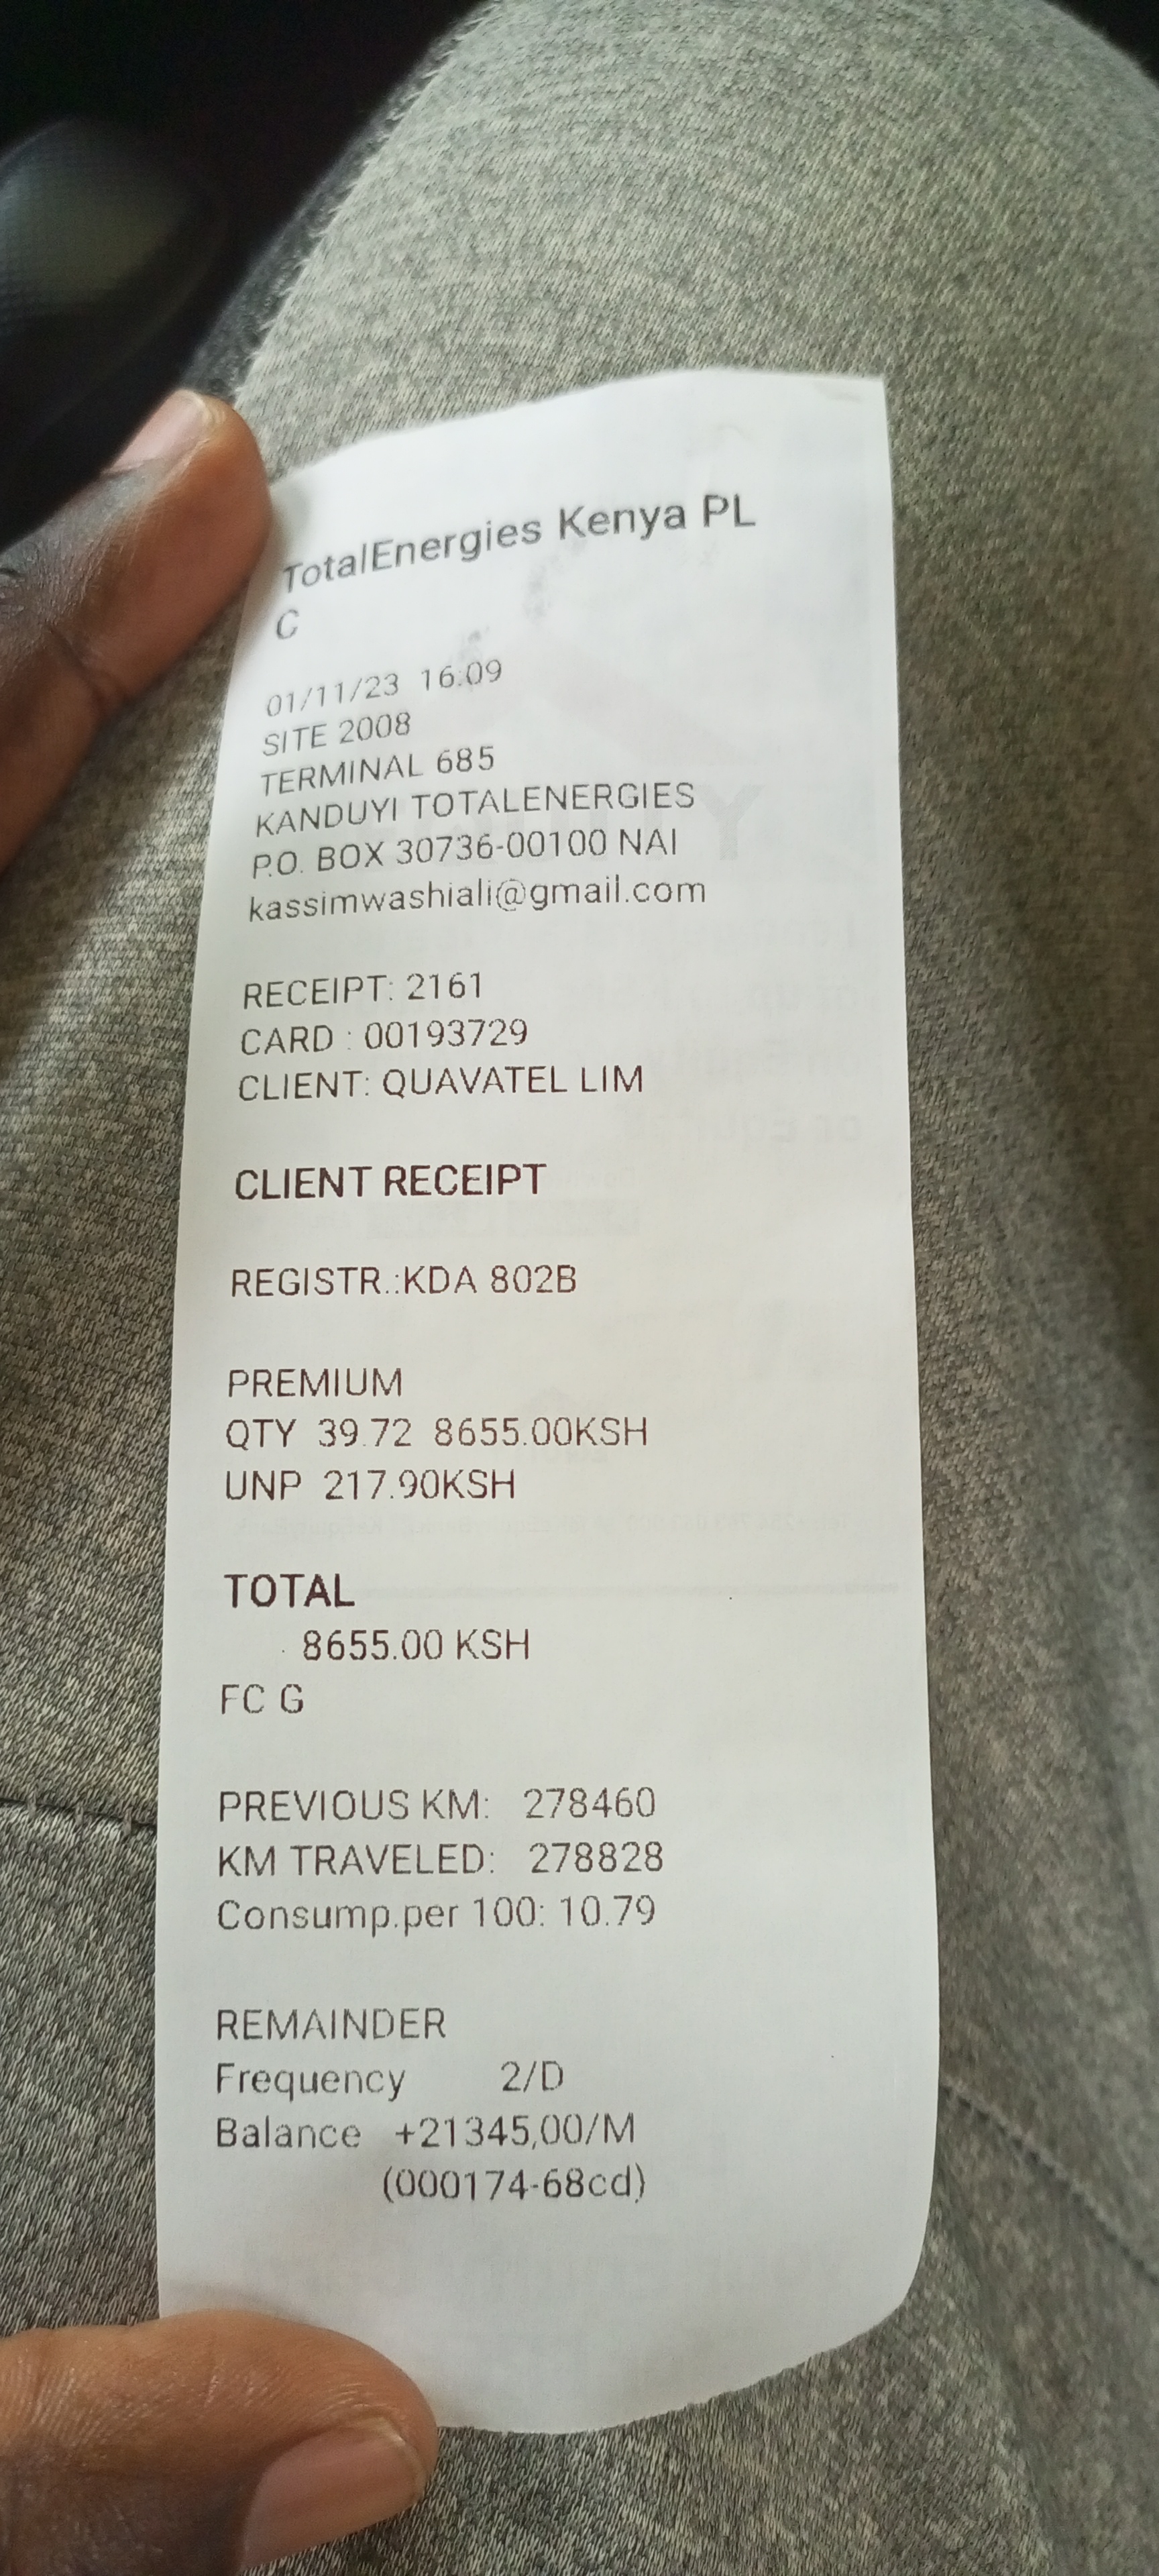 TotalEnergies Kenya PL
C
01/11/23 16:09
SITE 2008
TERMINAL 685
KANDUYI TOTALENERGIES
P.O. BOX 30736-00100 NAI
kassimwashiali@gmail.com
RECEIPT: 2161
CARD : 00193729
CLIENT: QUAVATEL LIM
CLIENT RECEIPT
REGISTR.:KDA 802B
PREMIUM
QTY 39.72 8655.00KSH
UNP 217.90KSH
TOTAL
8655.00 KSH
FC G
PREVIOUS KM: 278460
KM TRAVELED: 278828
Consump.per 100: 10.79
REMAINDER
Frequency 2/D
Balance +21345,00/M
(000174-68cd)